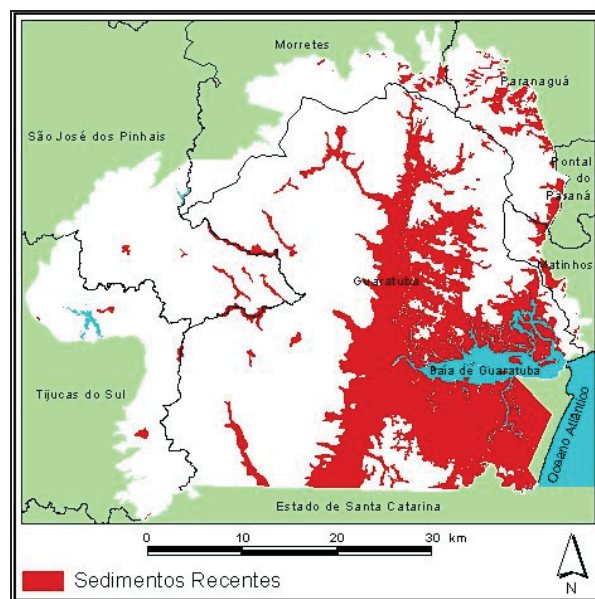 Morretes
Paranaguá
São José dos Pinhais
Pontal
do
Paraná
Matinhos
Guaratuba
Baía de Guaratuba
Tijucas do Sul
Oceano Atlântico
Estado de Santa Catarina
0 10 20 30 km
N
Sedimentos Recentes